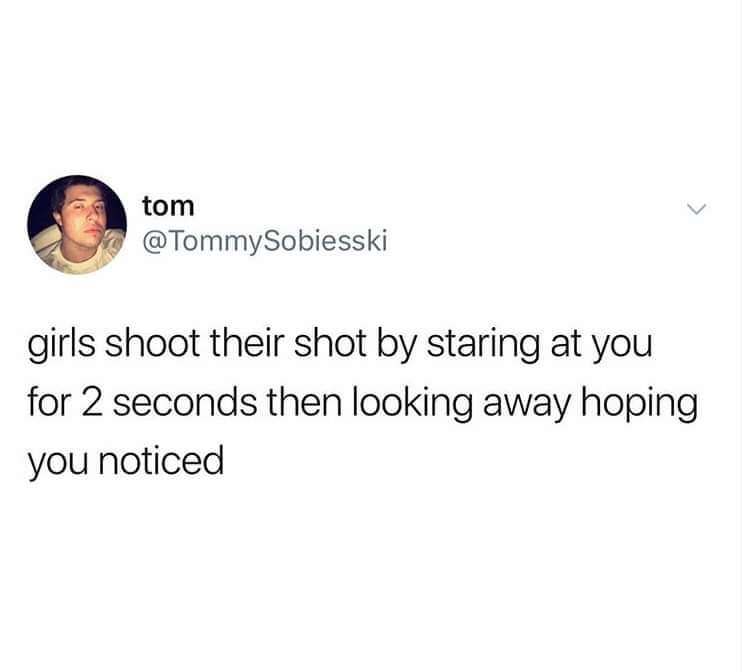 tom
@TommySobiesski
girls shoot their shot by staring at you
for 2 seconds then looking away hoping
you noticed